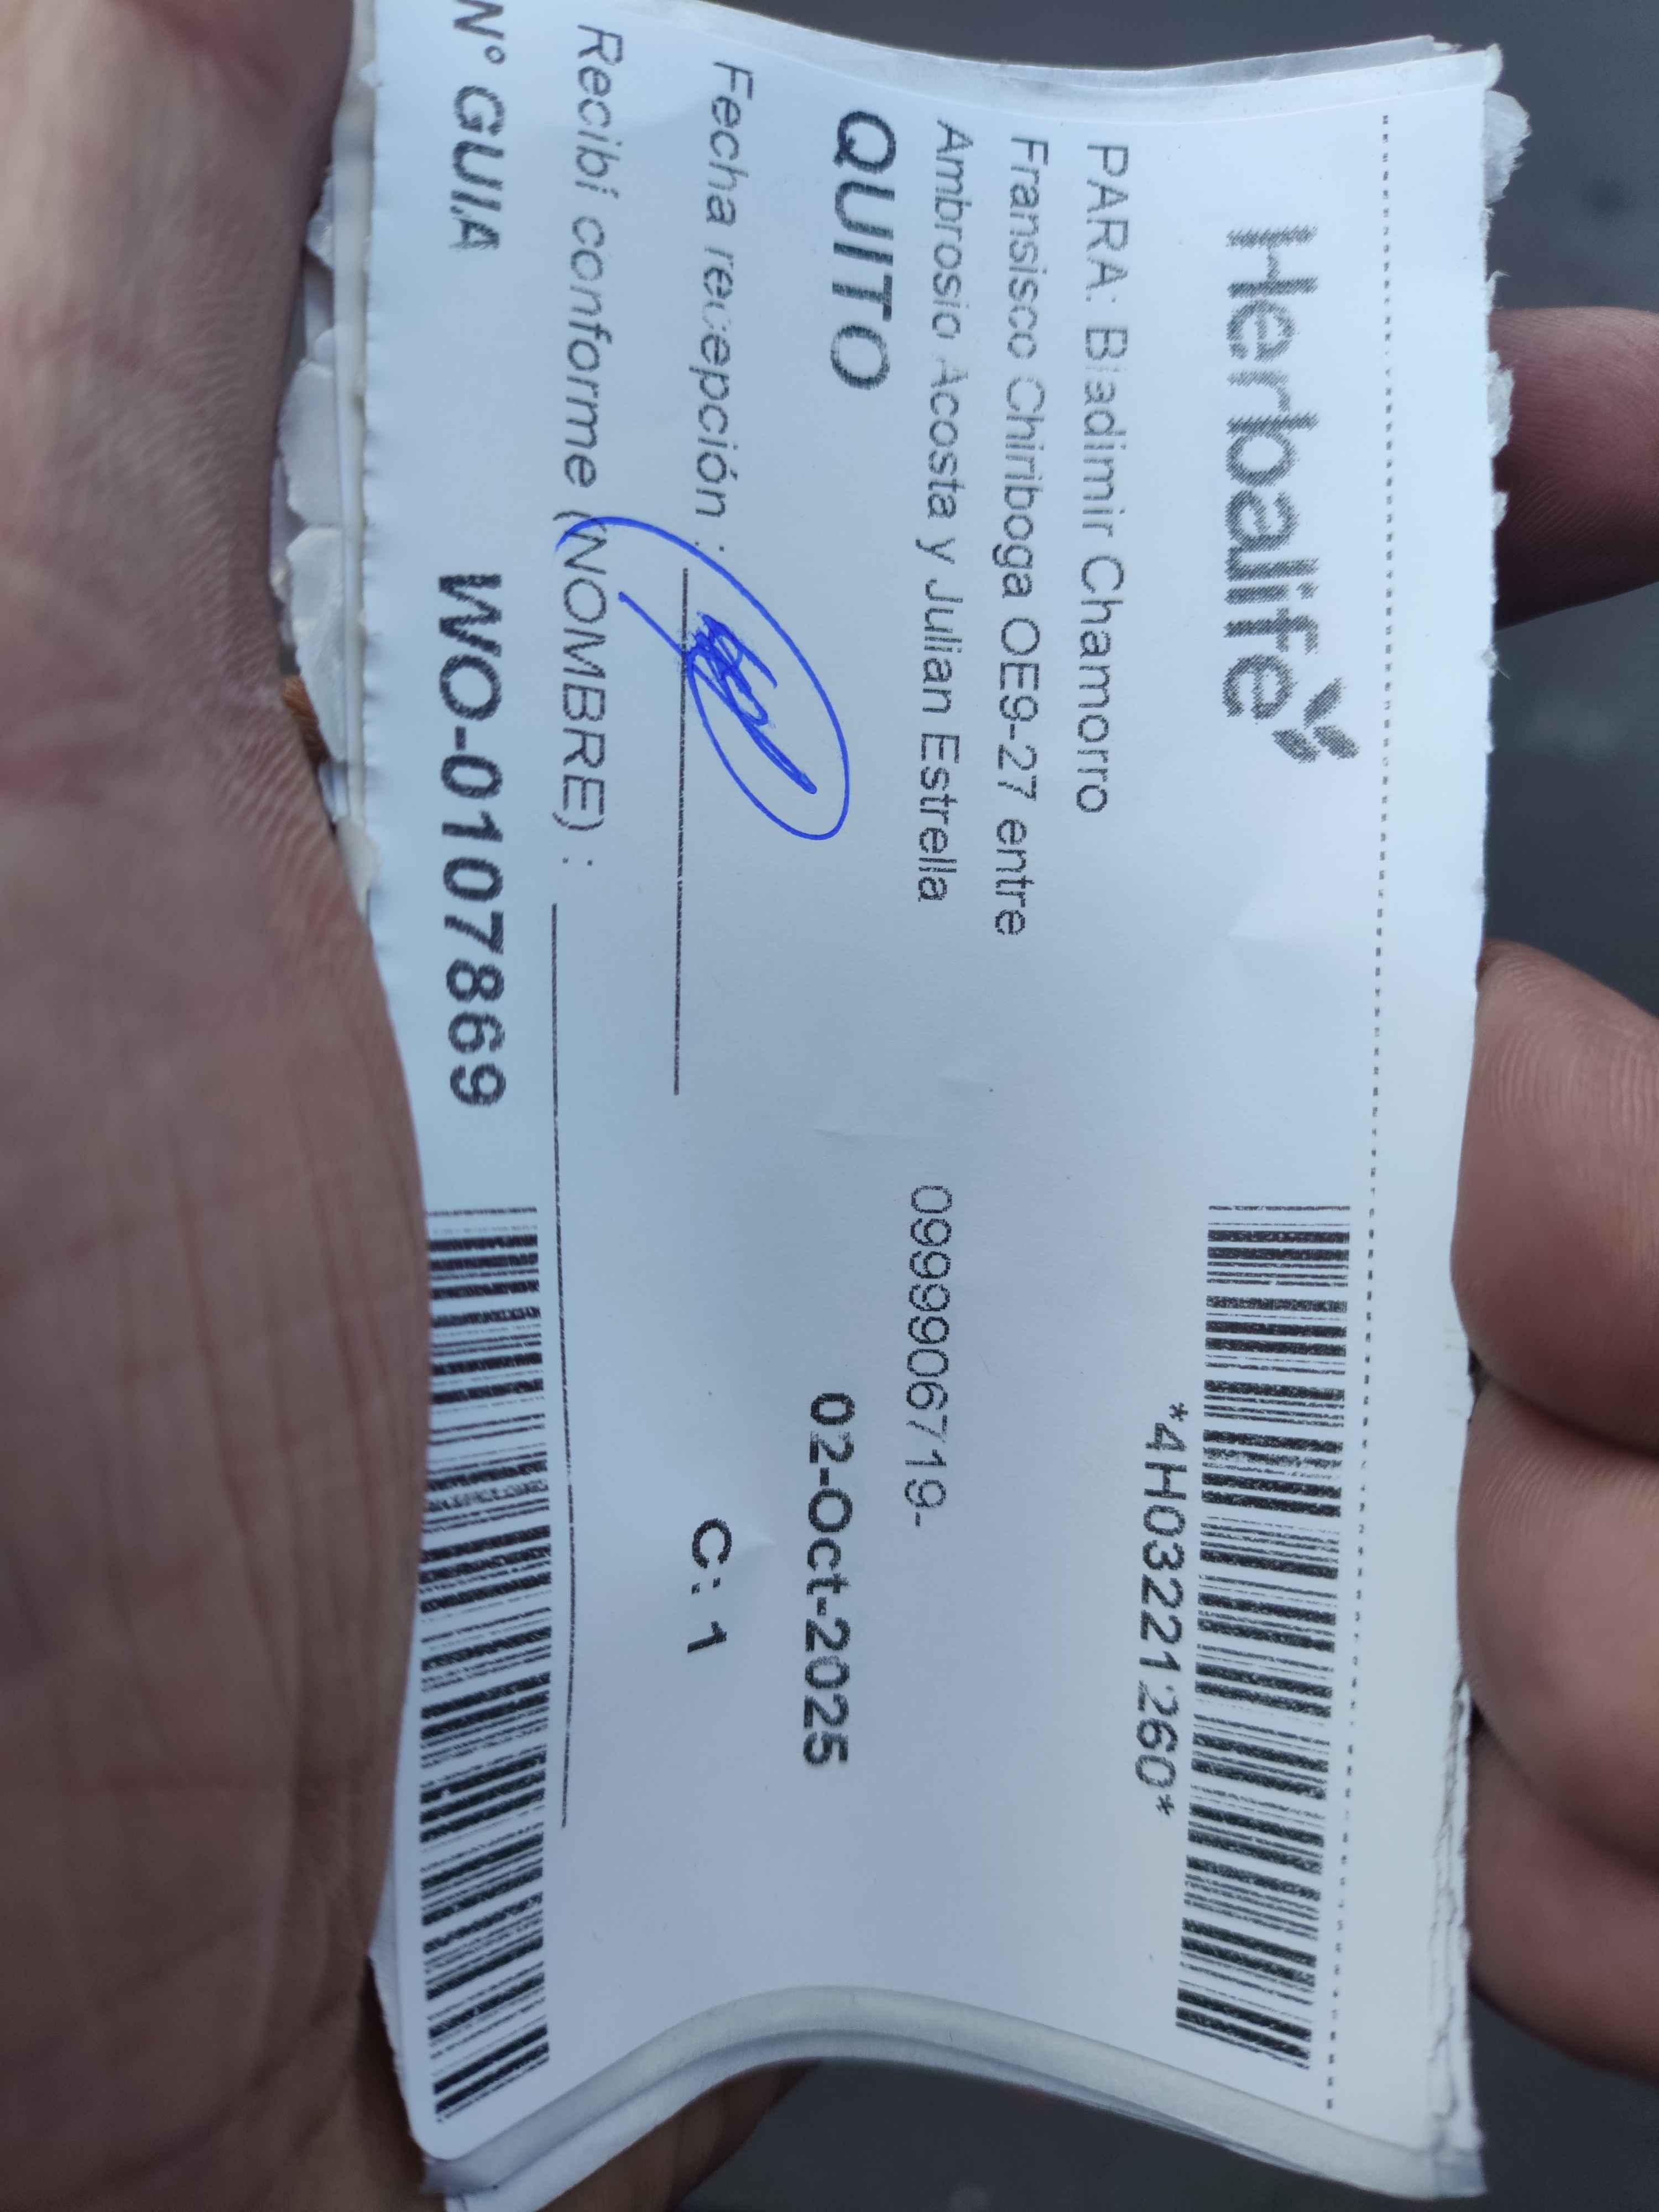 Herbalife
*4H03221260*
PARA: Bladimir Chamorro
Fransisco Chiriboga OE9-27 entre
Ambrosio Acosta y Julian Estrella
0999906719-
QUITO
02-Oct-2025
Fecha recepción :
C: 1
Recibí conforme (NOMBRE) :
N° GUIA WO-0107869